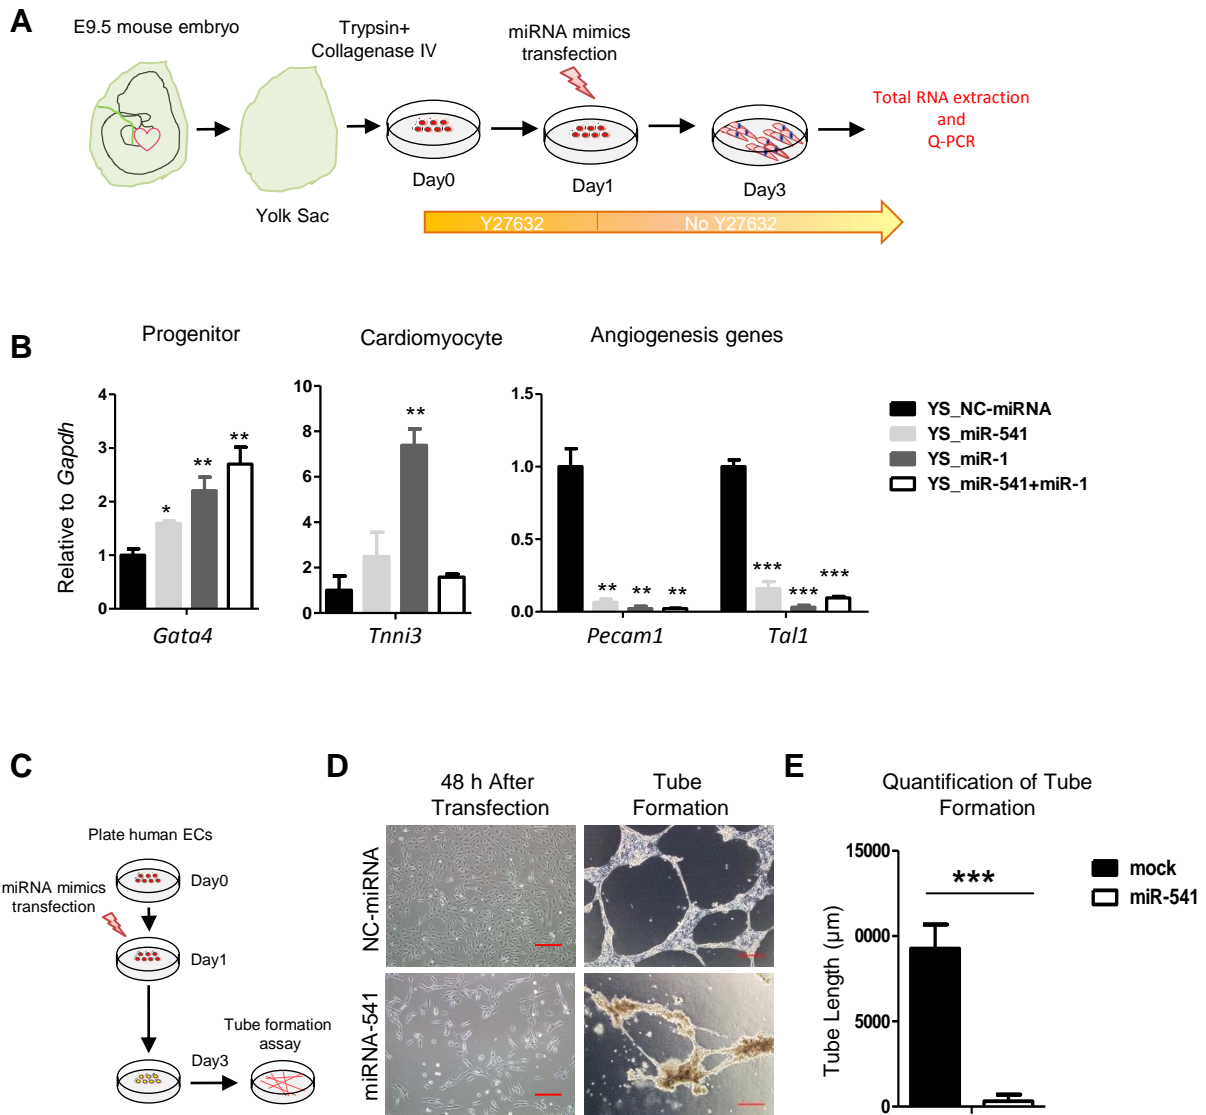 A
E9.5 mouse embryo
Trypsin+
Collagenase IV
miRNA mimics
transfection
Total RNA extraction
and
Q-PCR
Day0
Day1
Day3
Yolk Sac
Y27632
No Y27632
B
Progenitor
Cardiomyocyte
Angiogenesis genes
Relative to Gapdh
4
3
2
1
0
*
**
**
Gata4
10
8
6
4
2
0
**
Tnni3
1.5
1.0
0.5
0.0
** ** **
*** *** ***
Pecam1
Tal1
YS_NC-miRNA
YS_miR-541
YS_miR-1
YS_miR-541+miR-1
C
Plate human ECs
Day0
miRNA mimics
transfection
Day1
Day3
Tube formation
assay
D
48 h After
Transfection
Tube
Formation
NC-miRNA
miRNA-541
E
Quantification of Tube
Formation
Tube Length (µm)
15000
0000
5000
0
***
mock
miR-541